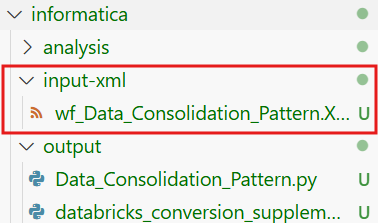 informatica
analysis
input-xml
wf_Data_Consolidation_Pattern.X... U
output
Data_Consolidation_Pattern.py U
databricks_conversion_supplem... U